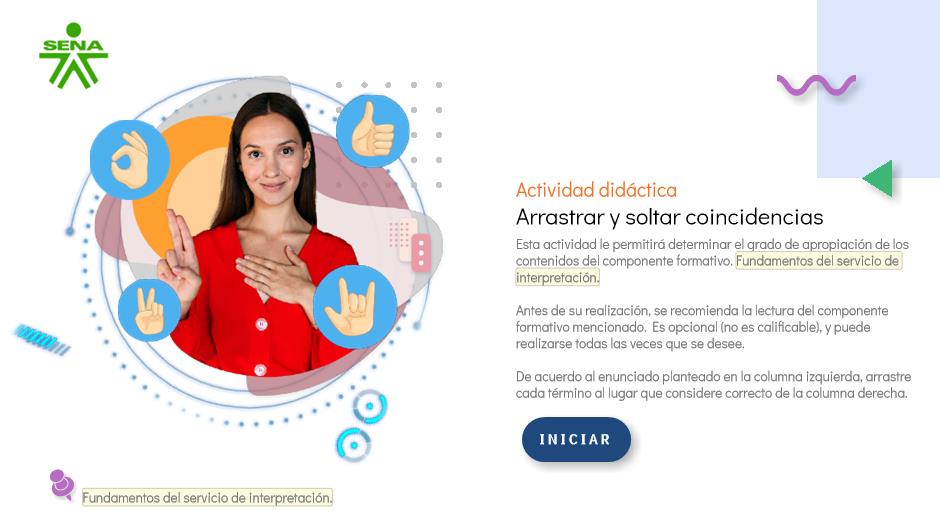 SENA
Actividad didáctica
Arrastrar y soltar coincidencias
Esta actividad le permitirá determinar el grado de apropiación de los
contenidos del componente formativo. Fundamentos del servicio de
interpretación.
Antes de su realización, se recomienda la lectura del componente
formativo mencionado. Es opcional (no es calificable), y puede
realizarse todas las veces que se desee.
De acuerdo al enunciado planteado en la columna izquierda, arrastre
cada término al lugar que considere correcto de la columna derecha.
INICIAR
Fundamentos del servicio de interpretación.